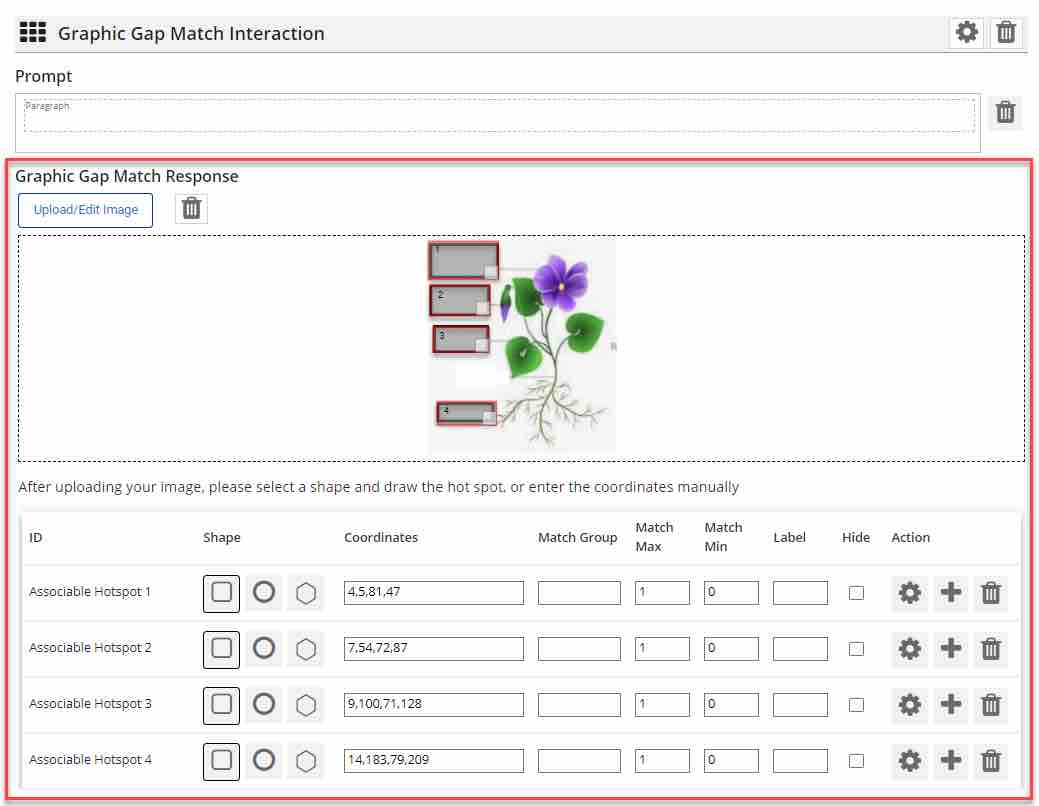 Graphic Gap Match Interaction
Prompt
Paragraph
Graphic Gap Match Response
Upload/Edit Image
1
2
3
4
After uploading your image, please select a shape and draw the hot spot, or enter the coordinates manually
ID Shape Coordinates Match Group Match Max Match Min Label Hide Action
Associable Hotspot 1 4,5,81,47 1 0
Associable Hotspot 2 7,54,72,87 1 0
Associable Hotspot 3 9,100,71,128 1 0
Associable Hotspot 4 14,183,79,209 1 0